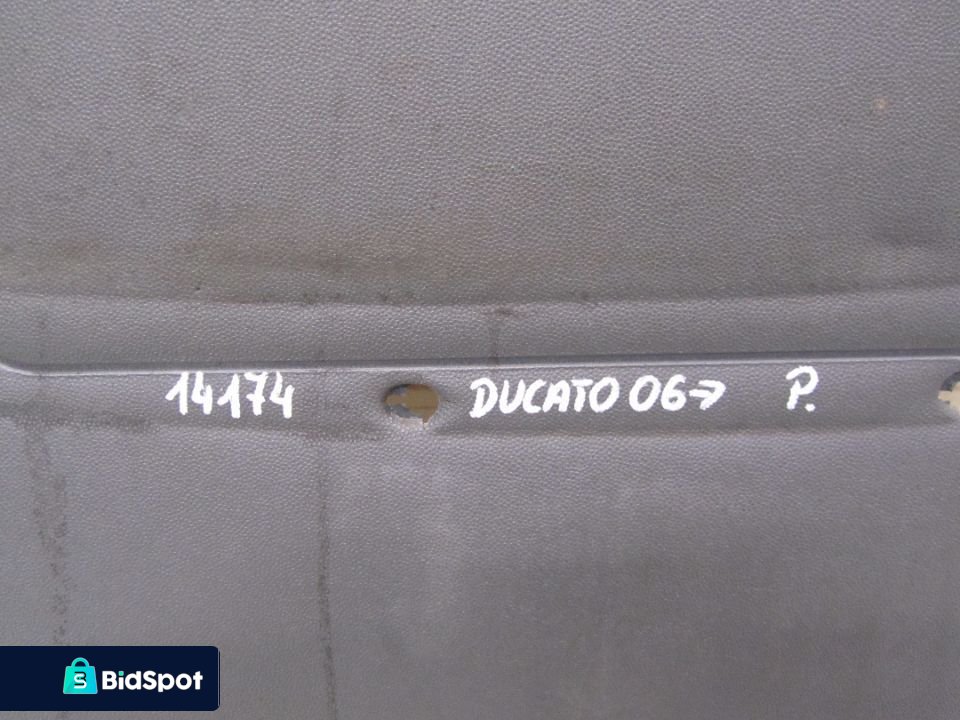 14174 DUCATO 06→ P.
BidSpot